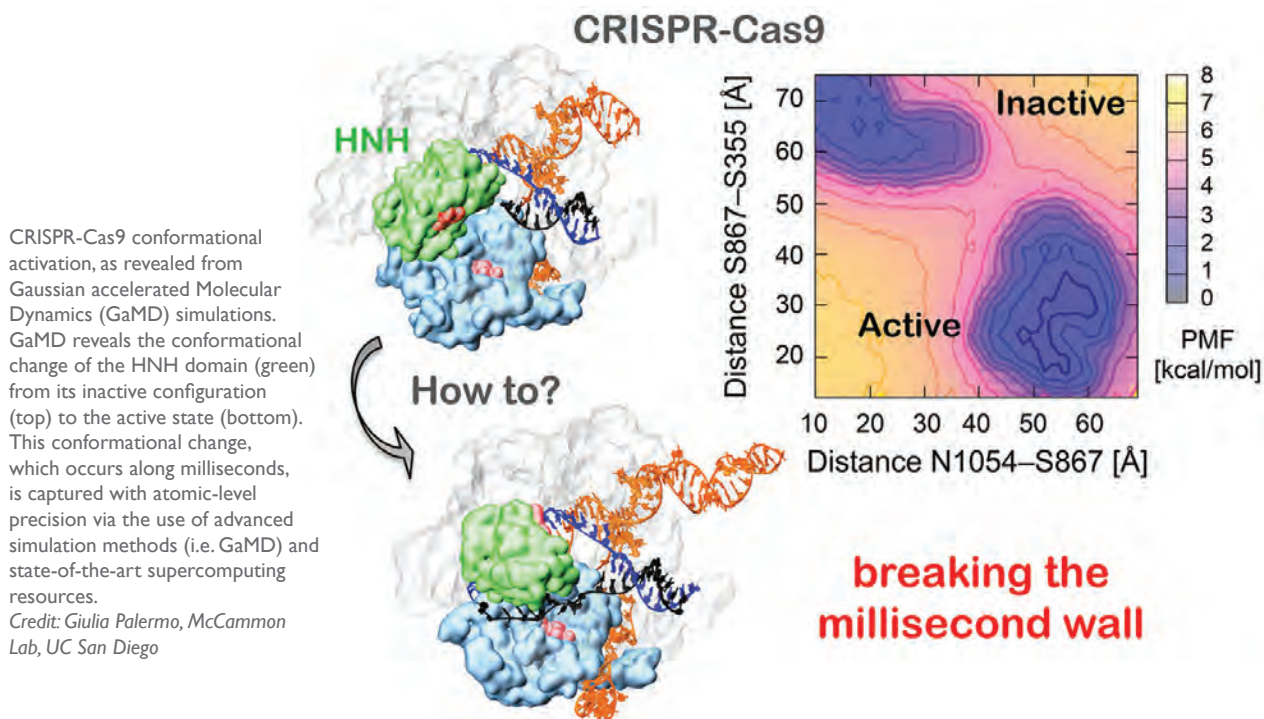 CRISPR-Cas9
HNH
CRISPR-Cas9 conformational
activation, as revealed from
Gaussian accelerated Molecular
Dynamics (GaMD) simulations.
GaMD reveals the conformational
change of the HNH domain (green)
from its inactive configuration
(top) to the active state (bottom).
This conformational change,
which occurs along milliseconds,
is captured with atomic-level
precision via the use of advanced
simulation methods (i.e. GaMD) and
state-of-the-art supercomputing
resources.
Credit: Giulia Palermo, McCammon
Lab, UC San Diego
How to?
Distance S867–S355 [Å]
70
60
50
40
30
20
Inactive
Active
10 20 30 40 50 60
Distance N1054–S867 [Å]
8
7
6
5
4
3
2
1
0
PMF
[kcal/mol]
breaking the
millisecond wall